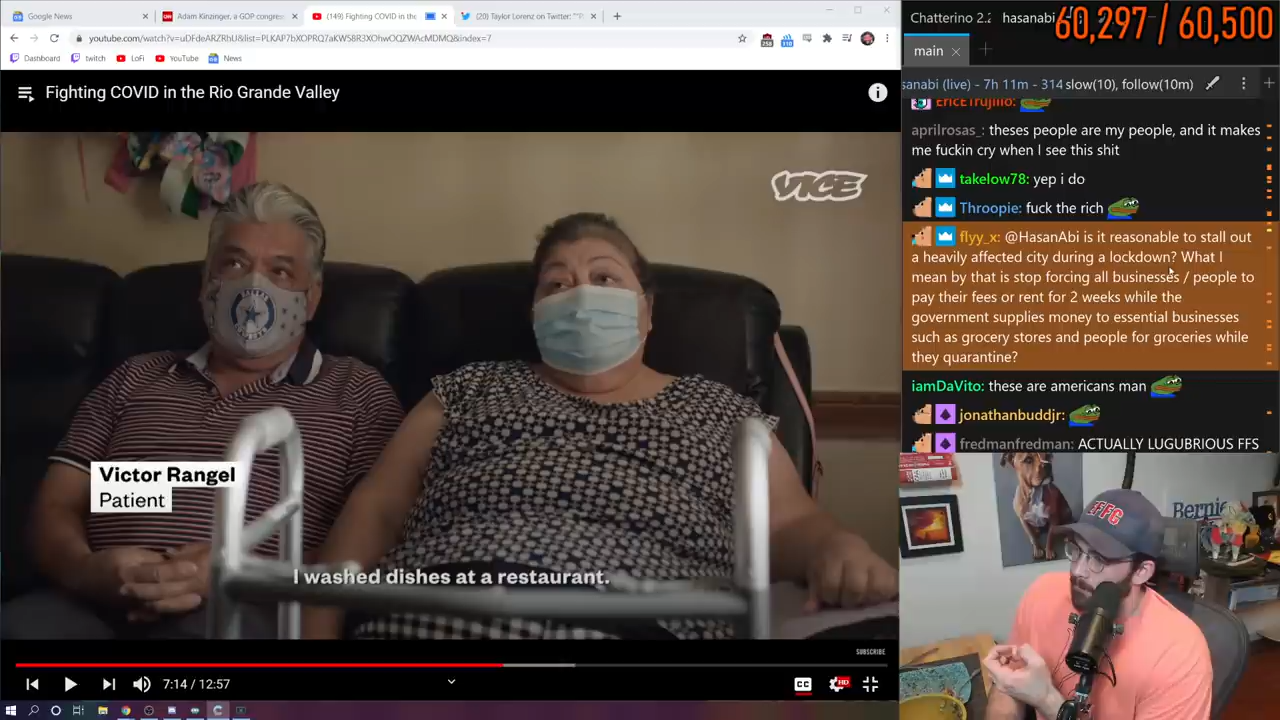 Google News
Adam Kinzinger, a GOP congres
(149) Fighting COVID in the
(20) Taylor Lorenz on Twitter: ""P
youtube.com/watch?v=uDFdeARZRhU&list=PLKAP7bXOPRQ7aKW58R3XOhwOQZWAcMDMQ&index=7
Dashboard
twitch
LoFi
YouTube
News
Fighting COVID in the Rio Grande Valley
VICE
Victor Rangel
Patient
I washed dishes at a restaurant.
SUBSCRIBE
7:14 / 12:57
CC
HD
Chatterino 2.
hasanabi
60,297 / 60,500
main
sanabi (live) - 7h 11m - 314 slow(10), follow(10m)
EricTrujillo:
aprilrosas_: theses people are my people, and it makes
me fuckin cry when I see this shit
takelow78: yep i do
Throopie: fuck the rich
flyy_x: @HasanAbi is it reasonable to stall out
a heavily affected city during a lockdown? What I
mean by that is stop forcing all businesses / people to
pay their fees or rent for 2 weeks while the
government supplies money to essential businesses
such as grocery stores and people for groceries while
they quarantine?
iamDaVito: these are americans man
jonathanbuddjr:
fredmanfredman: ACTUALLY LUGUBRIOUS FFS
Bernie